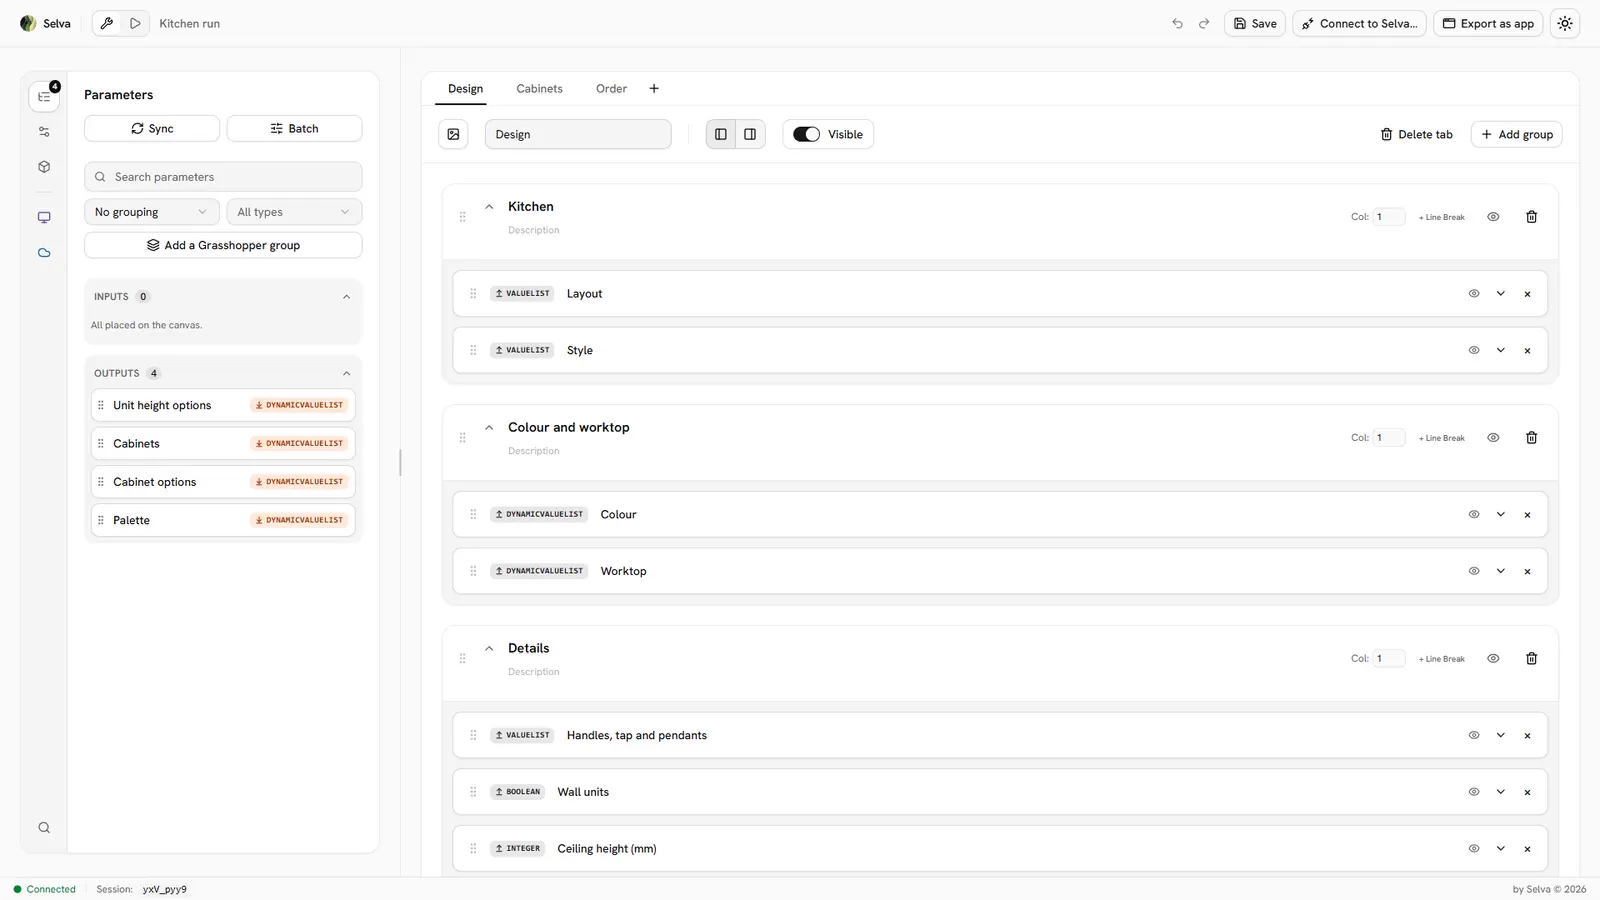 Selva
Kitchen run
Save
Connect to Selva...
Export as app
4
Parameters
Sync
Batch
Search parameters
No grouping
All types
Add a Grasshopper group
INPUTS 0
All placed on the canvas.
OUTPUTS 4
Unit height options
DYNAMICVALUELIST
Cabinets
DYNAMICVALUELIST
Cabinet options
DYNAMICVALUELIST
Palette
DYNAMICVALUELIST
Design
Cabinets
Order
+
Design
Visible
Delete tab
+ Add group
Kitchen
Description
Col: 1
+ Line Break
VALUELIST
Layout
VALUELIST
Style
Colour and worktop
Description
Col: 1
+ Line Break
DYNAMICVALUELIST
Colour
DYNAMICVALUELIST
Worktop
Details
Description
Col: 1
+ Line Break
VALUELIST
Handles, tap and pendants
BOOLEAN
Wall units
INTEGER
Ceiling height (mm)
Connected
Session: yxV_pyy9
by Selva © 2026